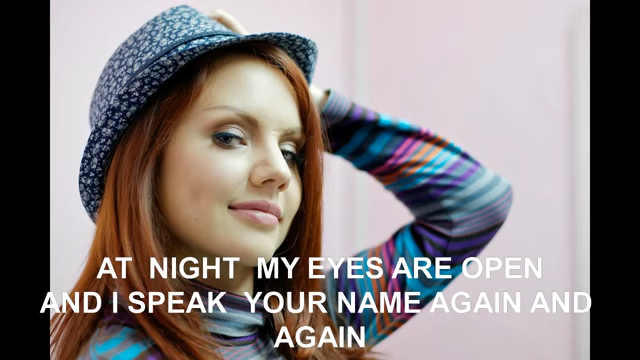 AT NIGHT MY EYES ARE OPEN
AND I SPEAK YOUR NAME AGAIN AND
AGAIN